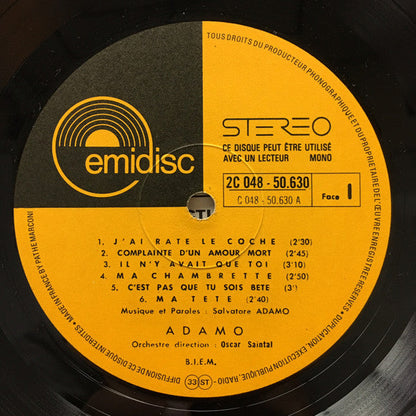 TOUS DROITS DU PRODUCTEUR PHONOGRAPHIQUE ET DU PROPRIETAIRE DE L'ŒUVRE ENREGISTREE RESERVES - DUPLICATION, EXECUTION PUBLIQUE, RADIO-DIFFUSION DE CE DISQUE INTERDITES - MADE IN FRANCE BY PATHE MARCONI
emidisc
STEREO
CE DISQUE PEUT ÊTRE UTILISÉ
AVEC UN LECTEUR MONO
2C 048 - 50.630
C 048 - 50.630 A
Face 1
1. J'AI RATE LE COCHE (2'30)
2. COMPLAINTE D'UN AMOUR MORT (2'45)
3. IL N'Y AVAIT QUE TOI (3'10)
4. MA CHAMBRETTE (2'50)
5. C'EST PAS QUE TU SOIS BETE
6. MA TETE (2'40)
Musique et Paroles : Salvatore ADAMO
ADAMO
Orchestre direction : Oscar Saintal
B.I.E.M.
33 ST